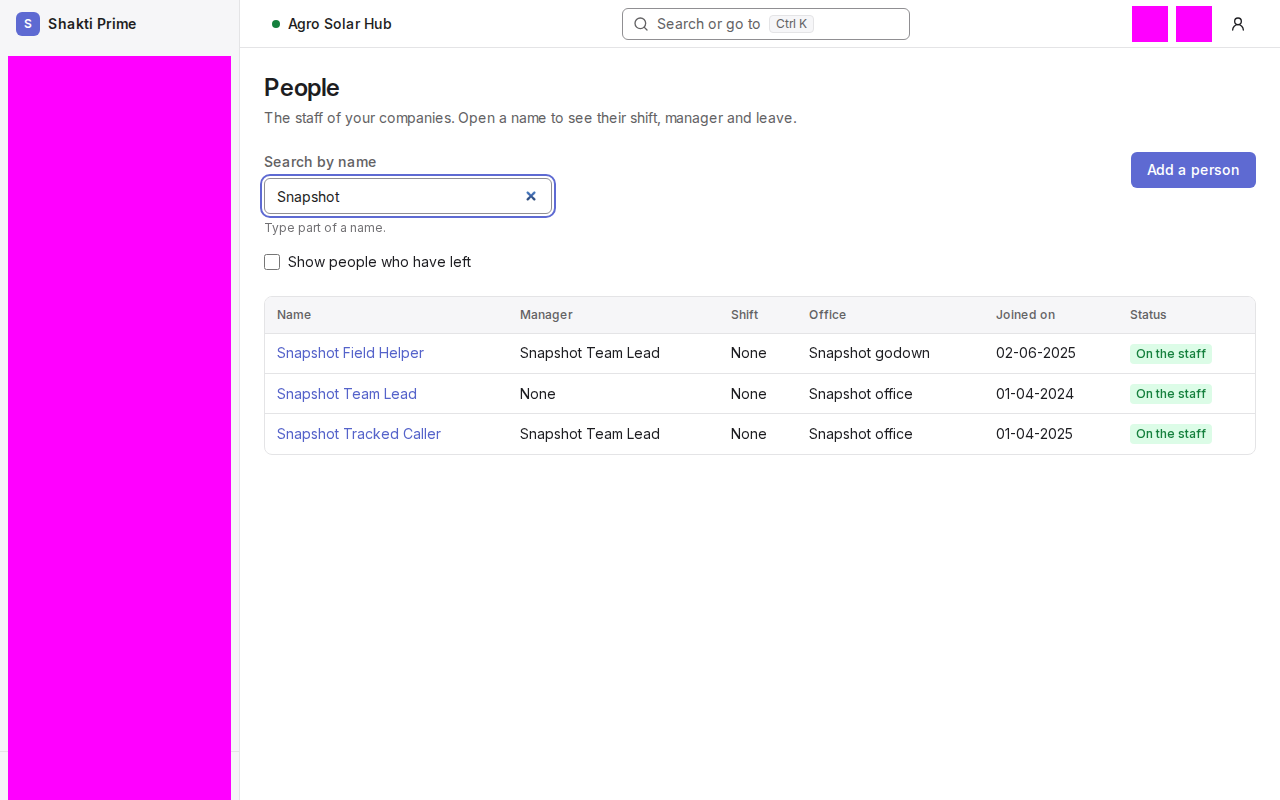 S Shakti Prime
Agro Solar Hub
Search or go to Ctrl K
People
The staff of your companies. Open a name to see their shift, manager and leave.
Search by name
Add a person
Snapshot
Type part of a name.
Show people who have left
Name Manager Shift Office Joined on Status
Snapshot Field Helper Snapshot Team Lead None Snapshot godown 02-06-2025 On the staff
Snapshot Team Lead None None Snapshot office 01-04-2024 On the staff
Snapshot Tracked Caller Snapshot Team Lead None Snapshot office 01-04-2025 On the staff